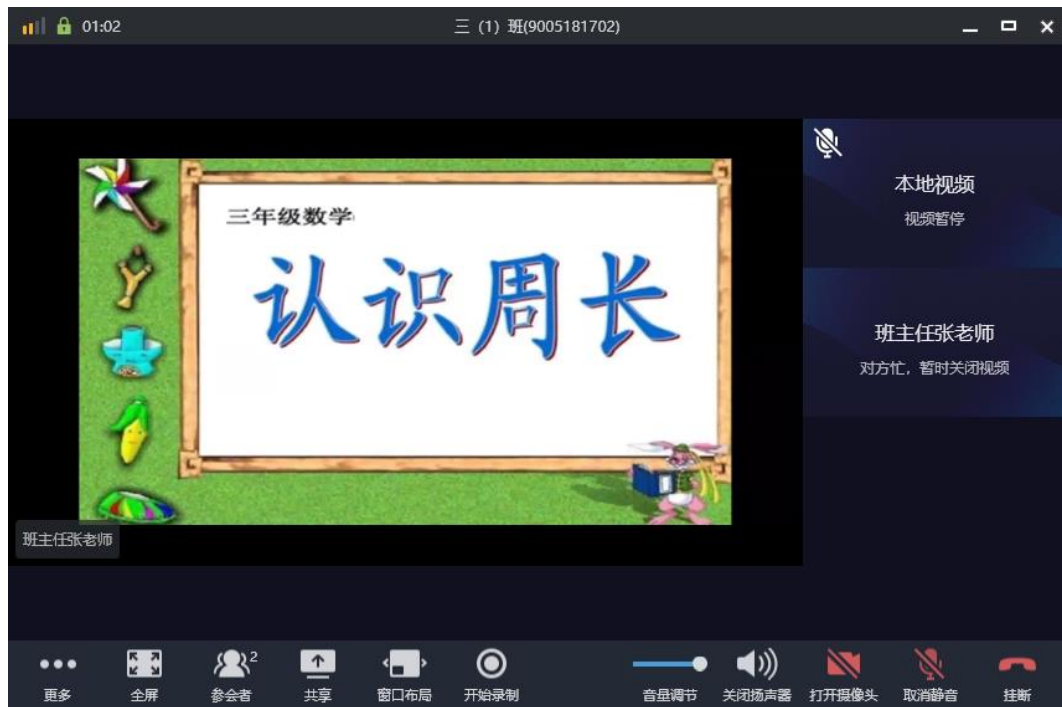 01:02
三 (1) 班(9005181702)
三年级数学
认识周长
本地视频
视频暂停
班主任张老师
对方忙，暂时关闭视频
班主任张老师
2
更多
全屏
参会者
共享
窗口布局
开始录制
音量调节
关闭扬声器
打开摄像头
取消静音
挂断